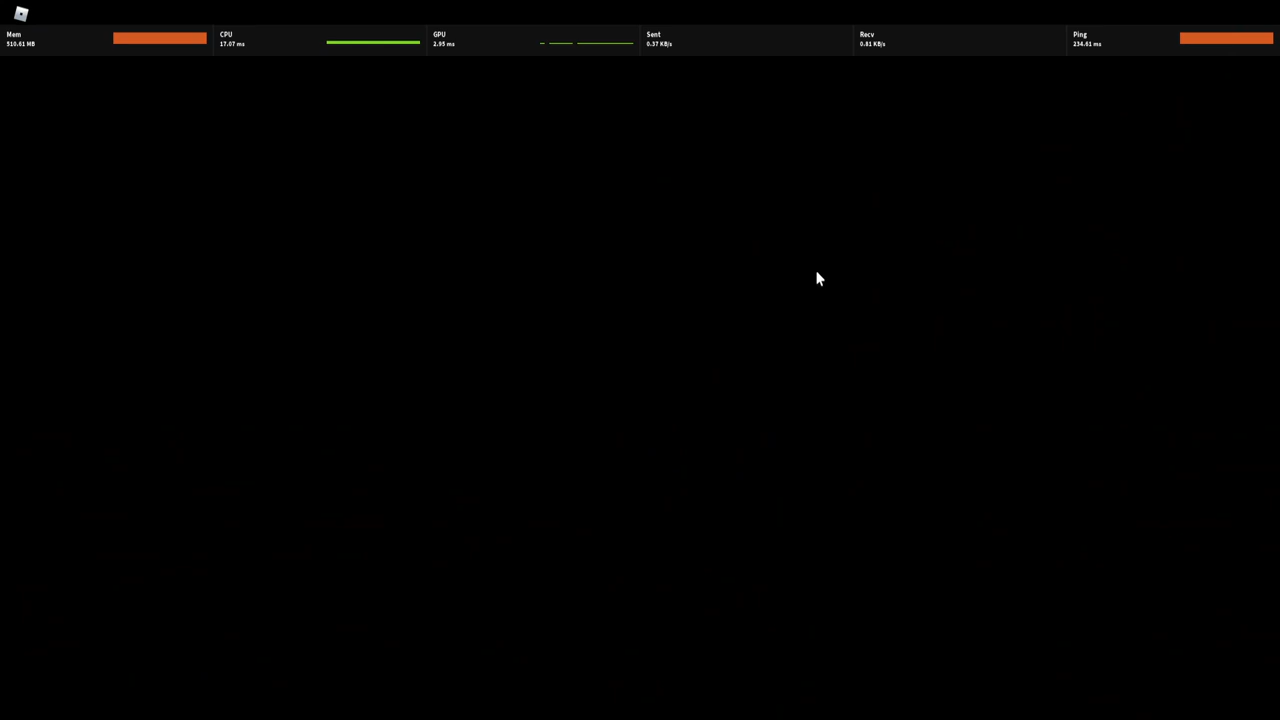 Mem CPU GPU Sent Recv Ping
510.61 MB 17.07 ms 2.95 ms 0.37 KB/s 0.81 KB/s 234.61 ms